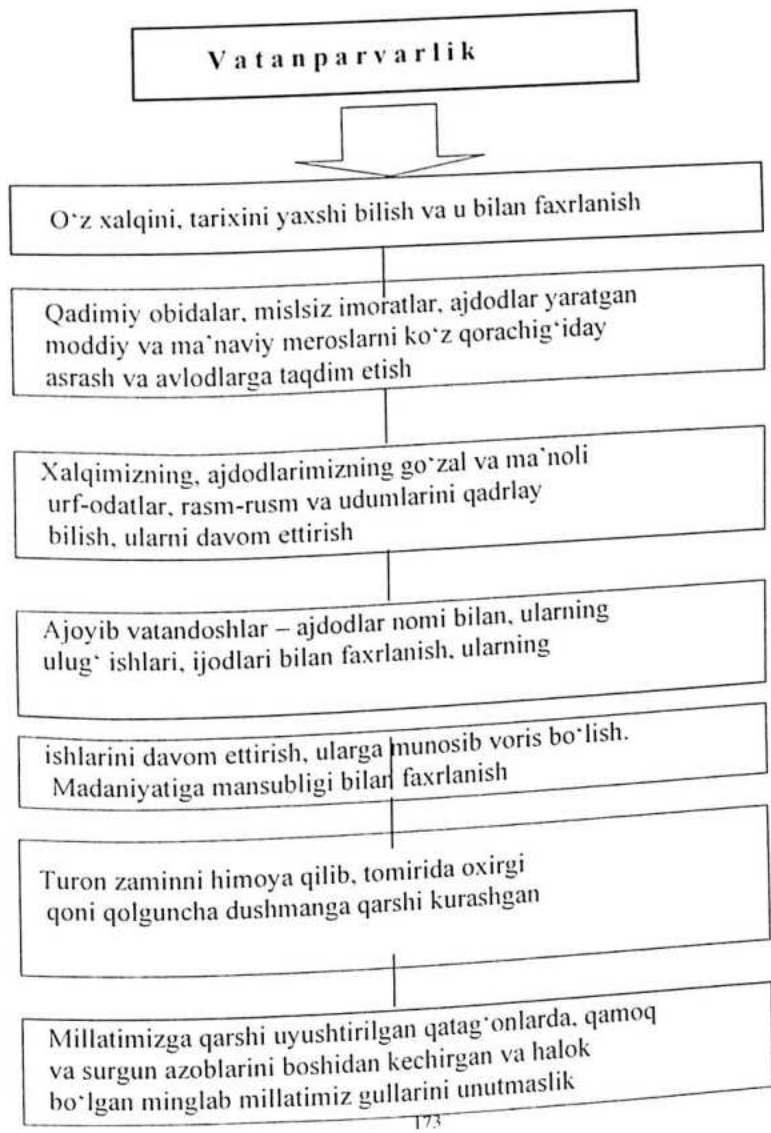 Vatanparvarlik
O‘z xalqini, tarixini yaxshi bilish va u bilan faxrlanish
Qadimiy obidalar, mislsiz imoratlar, ajdodlar yaratgan
moddiy va ma`naviy meroslarni ko‘z qorachig‘iday
asrash va avlodlarga taqdim etish
Xalqimizning, ajdodlarimizning go‘zal va ma`noli
urf-odatlar, rasm-rusm va udumlarini qadrlay
bilish, ularni davom ettirish
Ajoyib vatandoshlar – ajdodlar nomi bilan, ularning
ulug‘ ishlari, ijodlari bilan faxrlanish, ularning
ishlarini davom ettirish, ularga munosib voris bo‘lish.
Madaniyatiga mansubligi bilan faxrlanish
Turon zaminni himoya qilib, tomirida oxirgi
qoni qolguncha dushmanga qarshi kurashgan
Millatimizga qarshi uyushtirilgan qatag‘onlarda, qamoq
va surgun azoblarini boshidan kechirgan va halok
bo‘lgan minglab millatimiz gullarini unutmaslik
173